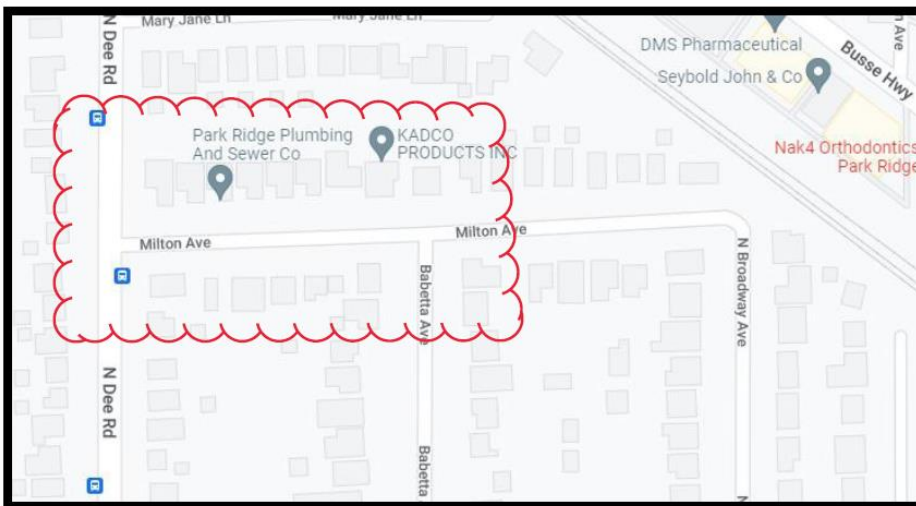 Mary Jane Ln
Mary Jane Ln
N Dee Rd
DMS Pharmaceutical
Busse Hwy
Ave
Seybold John & Co
Park Ridge Plumbing
And Sewer Co
KADCO
PRODUCTS INC
Nak4 Orthodontics
Park Ridge
Milton Ave
Milton Ave
Babetta Ave
N Broadway Ave
N Dee Rd
Babetta
N